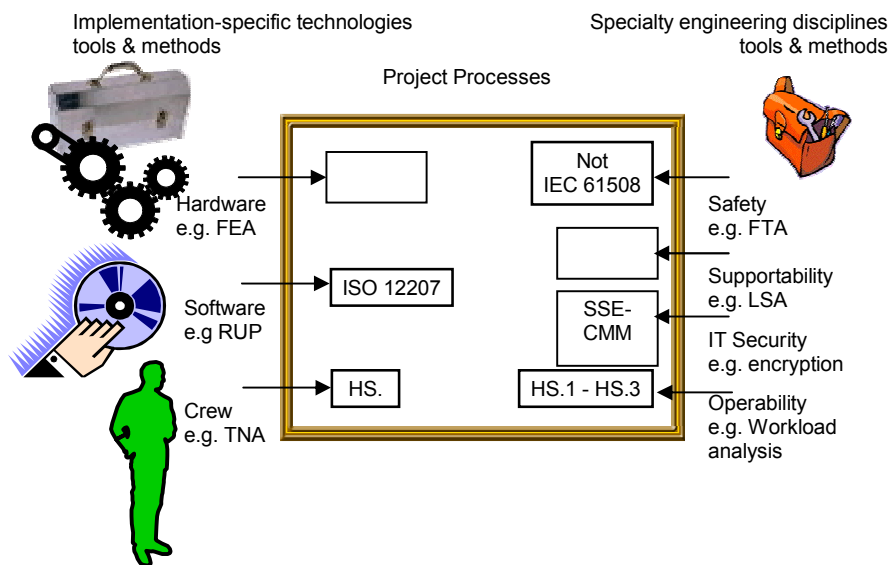 Implementation-specific technologies
tools & methods
Specialty engineering disciplines
tools & methods
Project Processes
Hardware
e.g. FEA
Software
e.g RUP
Crew
e.g. TNA
ISO 12207
HS.
Not
IEC 61508
SSE-
CMM
HS.1 - HS.3
Safety
e.g. FTA
Supportability
e.g. LSA
IT Security
e.g. encryption
Operability
e.g. Workload
analysis